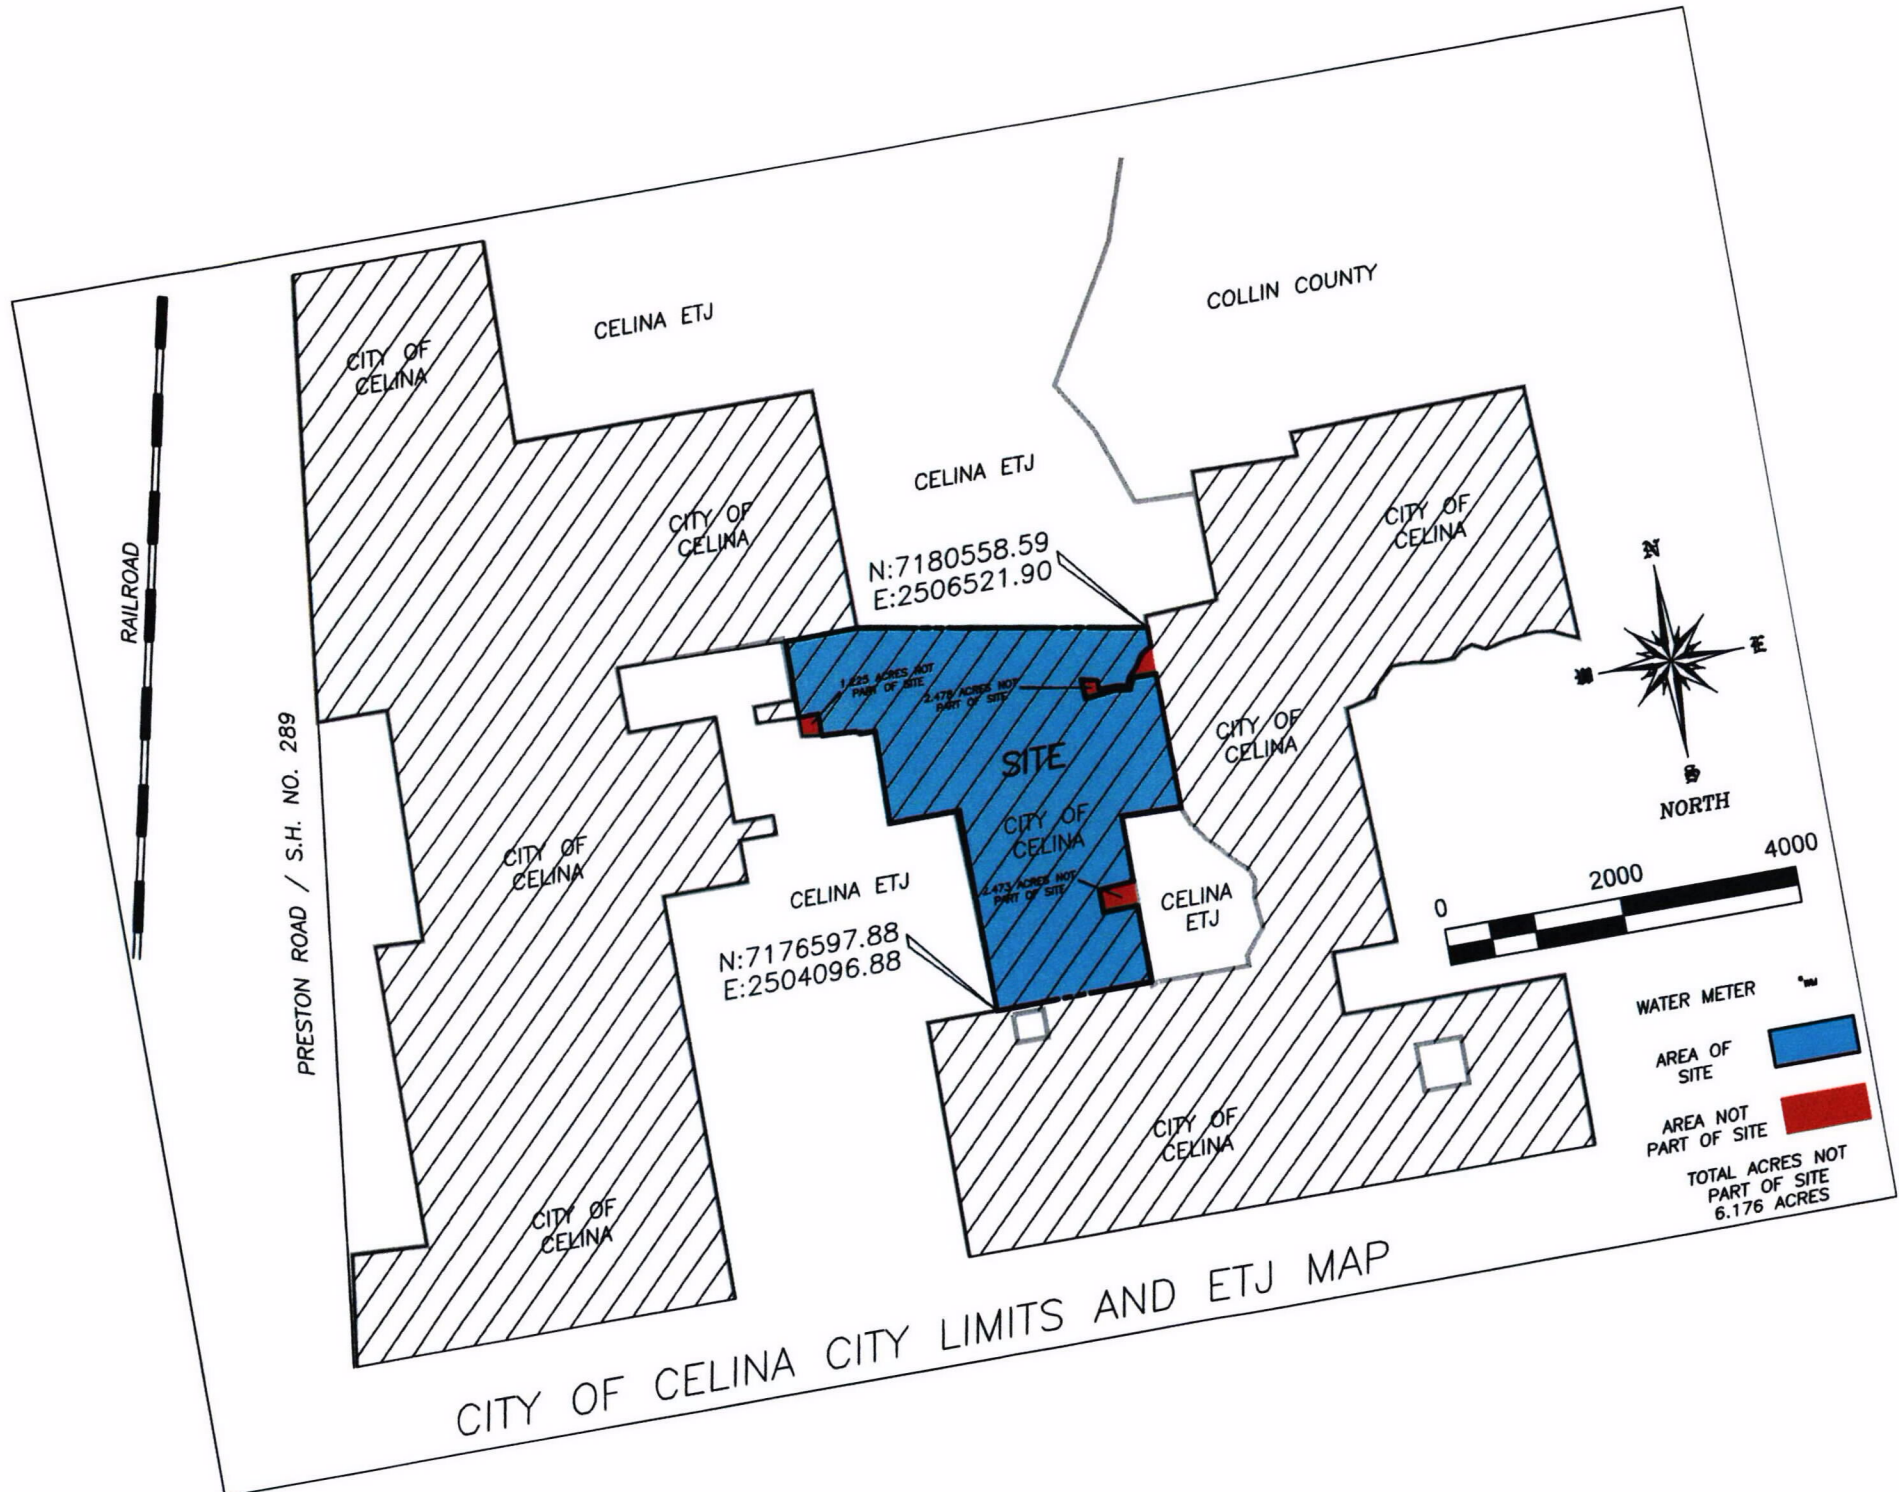 COLLIN COUNTY
CELINA ETJ
CITY OF
CELINA
CELINA ETJ
CITY OF
CELINA
CITY OF
CELINA
N:7180558.59
E:2506521.90
RAILROAD
N
E
S
NORTH
1.225 ACRES NOT
PART OF SITE
2.478 ACRES NOT
PART OF SITE
SITE
CITY OF
CELINA
PRESTON ROAD / S.H. NO. 289
CITY OF
CELINA
CITY OF
CELINA
CELINA ETJ
2.473 ACRES NOT
PART OF SITE
CELINA
ETJ
N:7176597.88
E:2504096.88
0
2000
4000
WATER METER
AREA OF
SITE
AREA NOT
PART OF SITE
TOTAL ACRES NOT
PART OF SITE
6.176 ACRES
CITY OF
CELINA
CITY OF
CELINA
CITY OF CELINA CITY LIMITS AND ETJ MAP